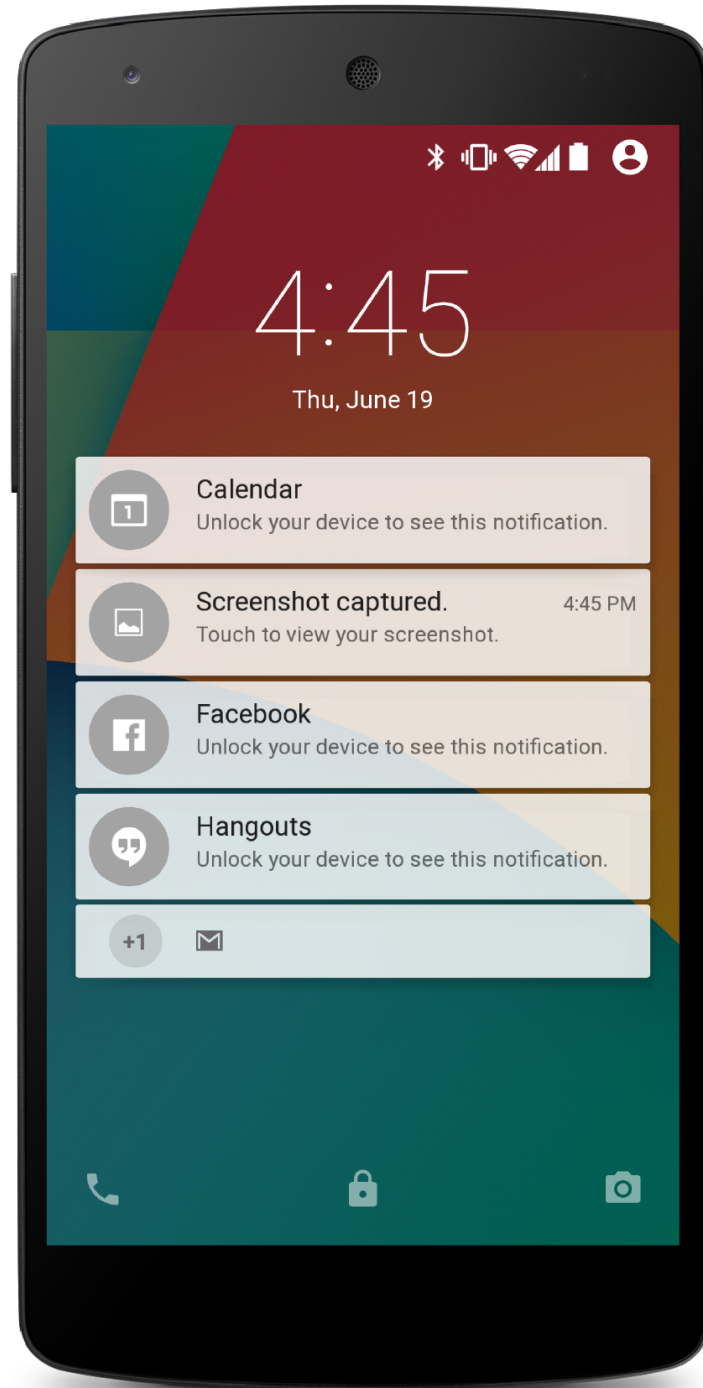 4:45
Thu, June 19
1
Calendar
Unlock your device to see this notification.
Screenshot captured. 4:45 PM
Touch to view your screenshot.
f
Facebook
Unlock your device to see this notification.
Hangouts
Unlock your device to see this notification.
+1